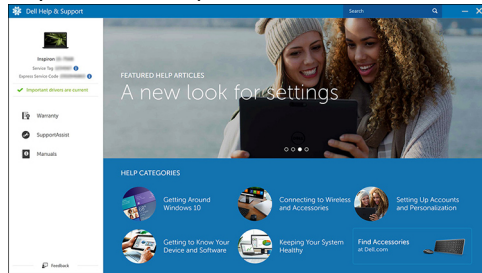 Dell Help & Support
Search
Inspiron
Service Tag:
Express Service Code:
Important drivers are current
Warranty
SupportAssist
Manuals
Feedback
FEATURED HELP ARTICLES
A new look for settings
HELP CATEGORIES
Getting Around
Windows 10
Connecting to Wireless
and Accessories
Setting Up Accounts
and Personalization
Getting to Know Your
Device and Software
Keeping Your System
Healthy
Find Accessories
at Dell.com